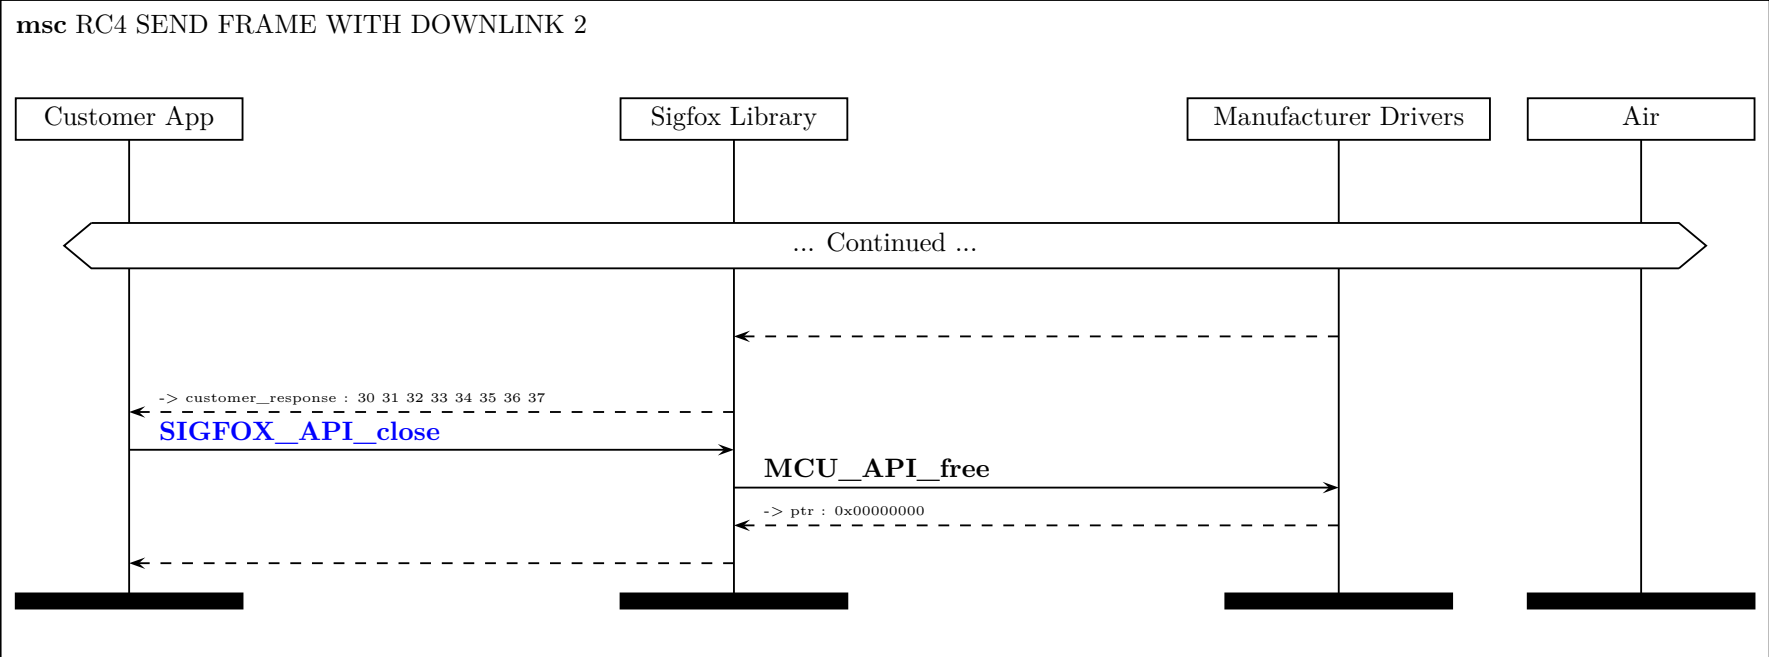 msc RC4 SEND FRAME WITH DOWNLINK 2
Customer App
Sigfox Library
Manufacturer Drivers
Air
... Continued ...
-> customer_response : 30 31 32 33 34 35 36 37
SIGFOX_API_close
MCU_API_free
-> ptr : 0x00000000